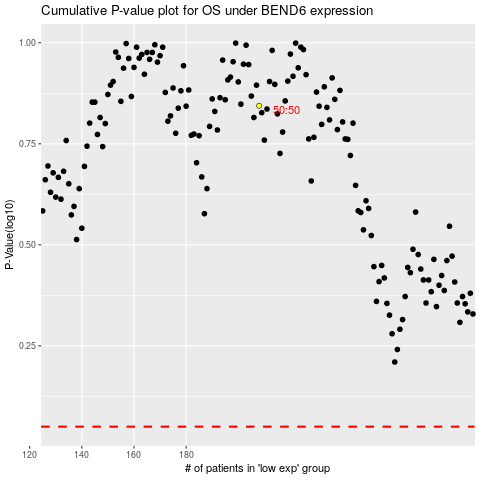 Cumulative P-value plot for OS under BEND6 expression
P-Value(log10)
1.00
0.75
0.50
0.25
50:50
120 140 160 180
# of patients in 'low exp' group